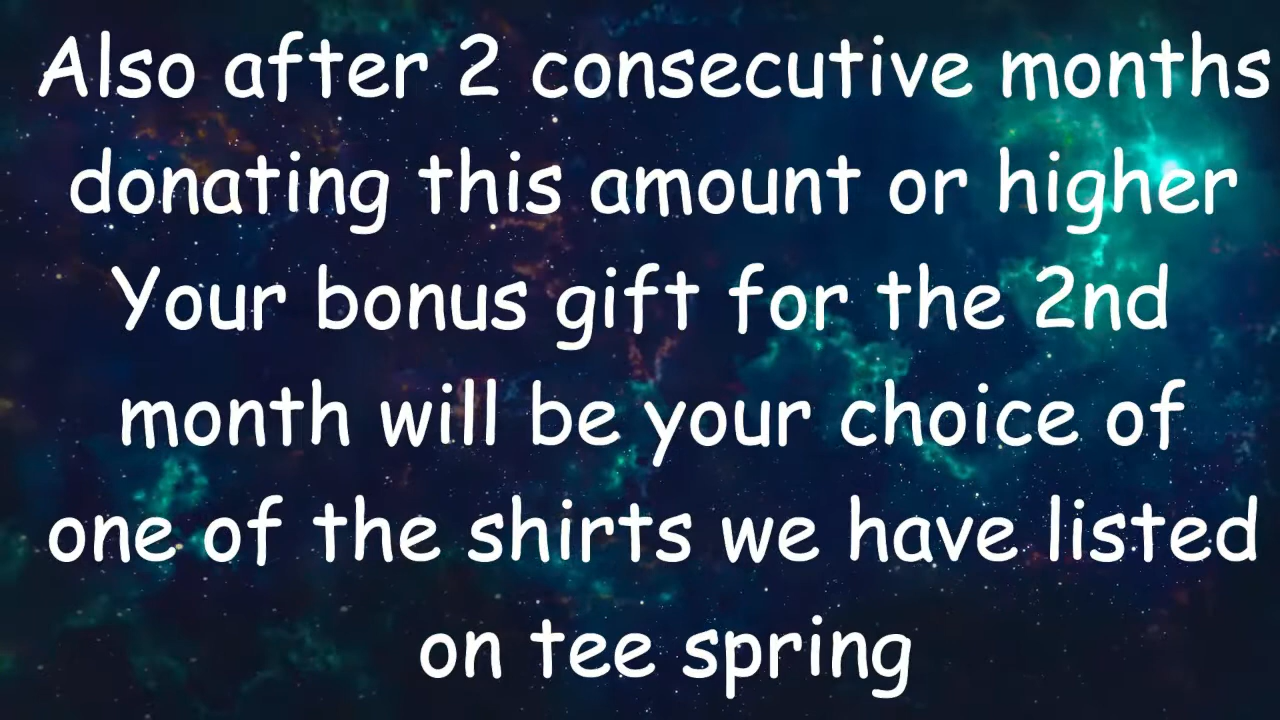 Also after 2 consecutive months
donating this amount or higher
Your bonus gift for the 2nd
month will be your choice of
one of the shirts we have listed
on tee spring